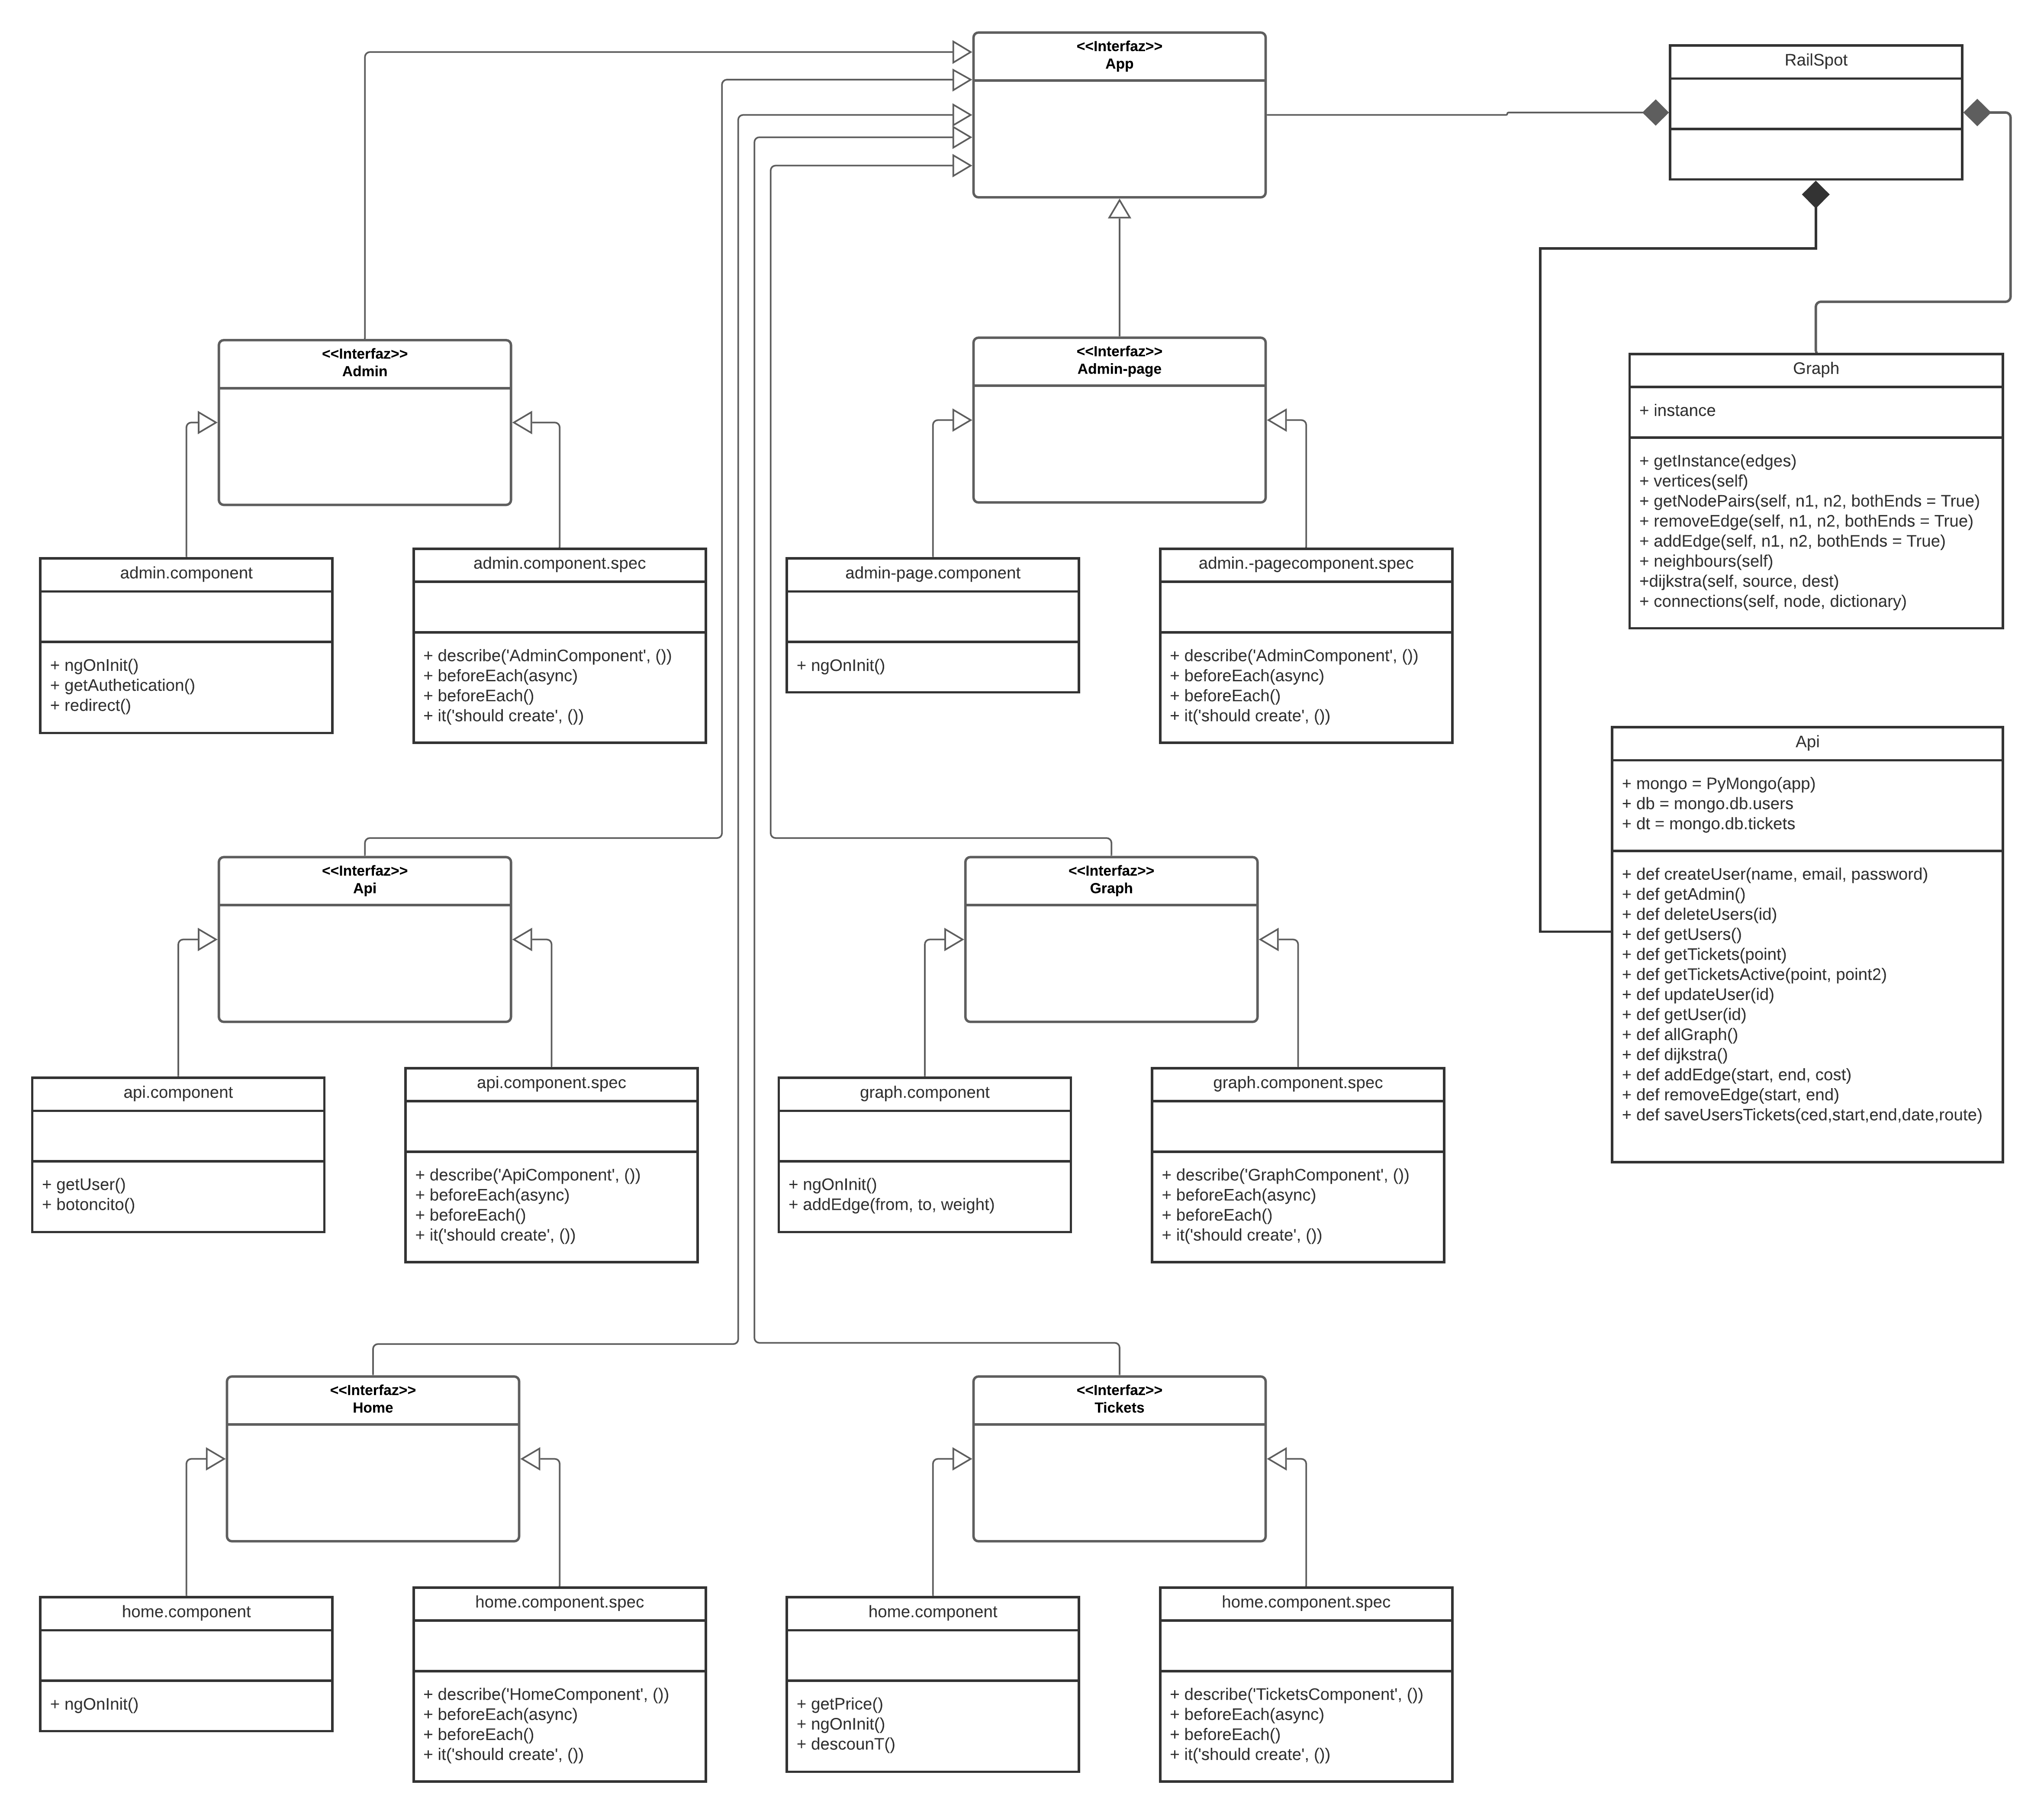 <<Interfaz>>
App
RailSpot
<<Interfaz>>
Admin
<<Interfaz>>
Admin-page
Graph
+ instance
+ getInstance(edges)
+ vertices(self)
+ getNodePairs(self, n1, n2, bothEnds = True)
+ removeEdge(self, n1, n2, bothEnds = True)
+ addEdge(self, n1, n2, bothEnds = True)
+ neighbours(self)
+dijkstra(self, source, dest)
+ connections(self, node, dictionary)
admin.component
+ ngOnInit()
+ getAuthetication()
+ redirect()
admin.component.spec
+ describe('AdminComponent', ())
+ beforeEach(async)
+ beforeEach()
+ it('should create', ())
admin-page.component
+ ngOnInit()
admin.-pagecomponent.spec
+ describe('AdminComponent', ())
+ beforeEach(async)
+ beforeEach()
+ it('should create', ())
Api
+ mongo = PyMongo(app)
+ db = mongo.db.users
+ dt = mongo.db.tickets
+ def createUser(name, email, password)
+ def getAdmin()
+ def deleteUsers(id)
+ def getUsers()
+ def getTickets(point)
+ def getTicketsActive(point, point2)
+ def updateUser(id)
+ def getUser(id)
+ def allGraph()
+ def dijkstra()
+ def addEdge(start, end, cost)
+ def removeEdge(start, end)
+ def saveUsersTickets(ced,start,end,date,route)
<<Interfaz>>
Api
<<Interfaz>>
Graph
api.component
+ getUser()
+ botoncito()
api.component.spec
+ describe('ApiComponent', ())
+ beforeEach(async)
+ beforeEach()
+ it('should create', ())
graph.component
+ ngOnInit()
+ addEdge(from, to, weight)
graph.component.spec
+ describe('GraphComponent', ())
+ beforeEach(async)
+ beforeEach()
+ it('should create', ())
<<Interfaz>>
Home
<<Interfaz>>
Tickets
home.component
+ ngOnInit()
home.component.spec
+ describe('HomeComponent', ())
+ beforeEach(async)
+ beforeEach()
+ it('should create', ())
home.component
+ getPrice()
+ ngOnInit()
+ descounT()
home.component.spec
+ describe('TicketsComponent', ())
+ beforeEach(async)
+ beforeEach()
+ it('should create', ())